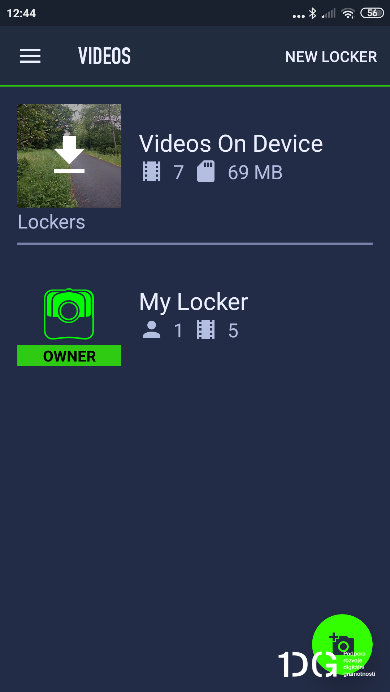 12:44
56
VIDEOS
NEW LOCKER
Videos On Device
7 69 MB
Lockers
My Locker
1 5
OWNER
1DG
Podpora
rozvoje
digitální
gramotnosti